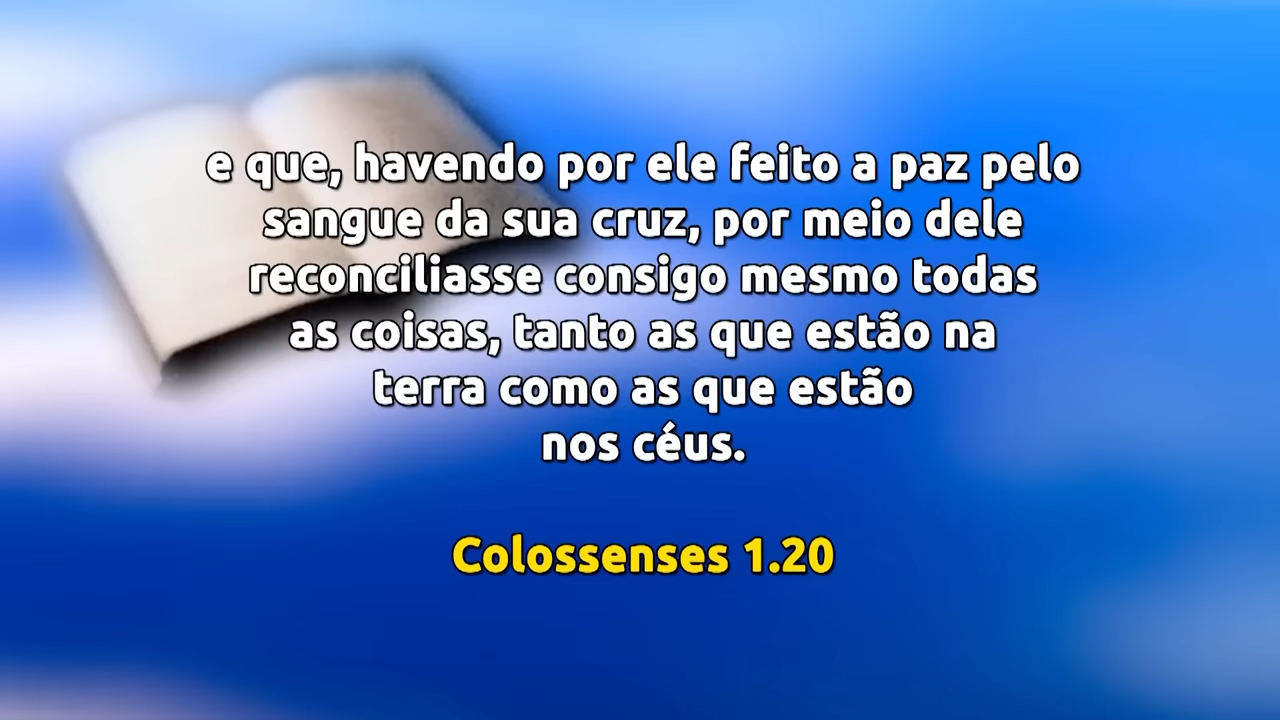 e que, havendo por ele feito a paz pelo
sangue da sua cruz, por meio dele
reconciliasse consigo mesmo todas
as coisas, tanto as que estão na
terra como as que estão
nos céus.
Colossenses 1.20